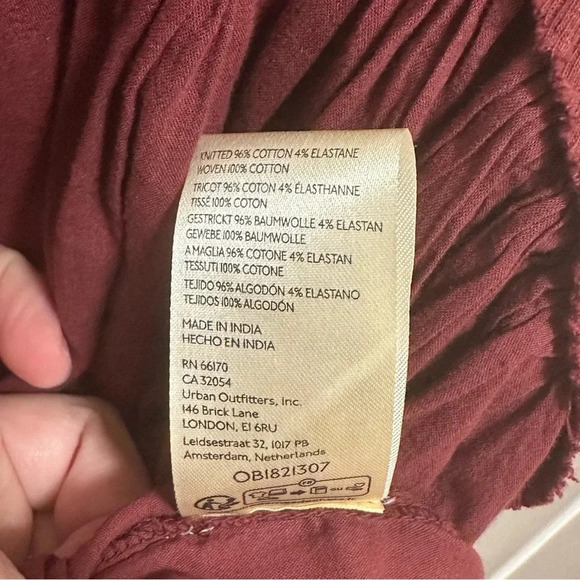 KNITTED 96% COTTON 4% ELASTANE
WOVEN 100% COTTON
TRICOT 96% COTON 4% ÉLASTHANNE
TISSÉ 100% COTON
GESTRICKT 96% BAUMWOLLE 4% ELASTAN
GEWEBE 100% BAUMWOLLE
A MAGLIA 96% COTONE 4% ELASTAN
TESSUTI 100% COTONE
TEJIDO 96% ALGODÓN 4% ELASTANO
TEJIDOS 100% ALGODÓN
MADE IN INDIA
HECHO EN INDIA
RN 66170
CA 32054
Urban Outfitters, Inc.
146 Brick Lane
LONDON, E1 6RU
Leidsestraat 32, 1017 PB
Amsterdam, Netherlands
OB1821307
FR